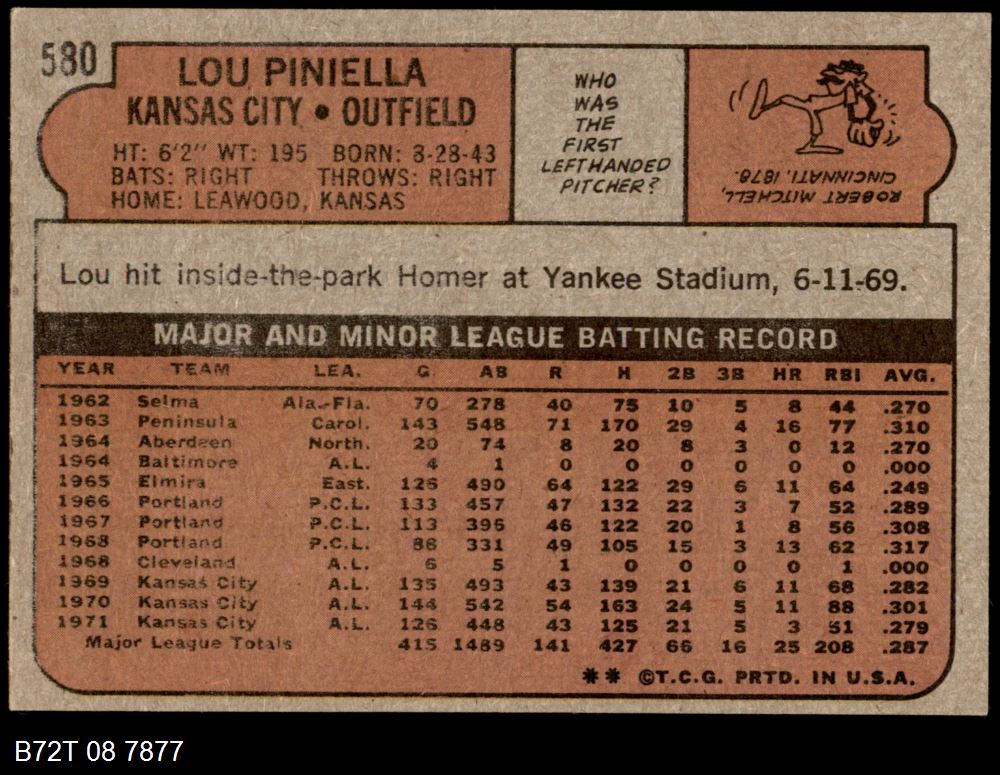 580
LOU PINIELLA
KANSAS CITY • OUTFIELD
HT: 6'2" WT: 195 BORN: 8-28-43
BATS: RIGHT THROWS: RIGHT
HOME: LEAWOOD, KANSAS
WHO
WAS
THE
FIRST
LEFTHANDED
PITCHER?
ROBERT MITCHELL,
CINCINNATI, 1878.
Lou hit inside-the-park Homer at Yankee Stadium, 6-11-69.
MAJOR AND MINOR LEAGUE BATTING RECORD
YEAR TEAM LEA. G AB R H 2B 3B HR RBI AVG.
1962 Selma Ala.-Fla. 70 278 40 75 10 5 8 44 .270
1963 Peninsula Carol. 143 548 71 170 29 4 16 77 .310
1964 Aberdeen North. 20 74 8 20 8 3 0 12 .270
1964 Baltimore A.L. 4 1 0 0 0 0 0 0 .000
1965 Elmira East. 126 490 64 122 29 6 11 64 .249
1966 Portland P.C.L. 133 457 47 132 22 3 7 52 .289
1967 Portland P.C.L. 113 396 46 122 20 1 8 56 .308
1968 Portland P.C.L. 86 331 49 105 15 3 13 62 .317
1968 Cleveland A.L. 6 5 1 0 0 0 0 1 .000
1969 Kansas City A.L. 135 493 43 139 21 6 11 68 .282
1970 Kansas City A.L. 144 542 54 163 24 5 11 88 .301
1971 Kansas City A.L. 126 448 43 125 21 5 3 51 .279
Major League Totals 415 1489 141 427 66 16 25 208 .287
** ©T.C.G. PRTD. IN U.S.A.
B72T 08 7877